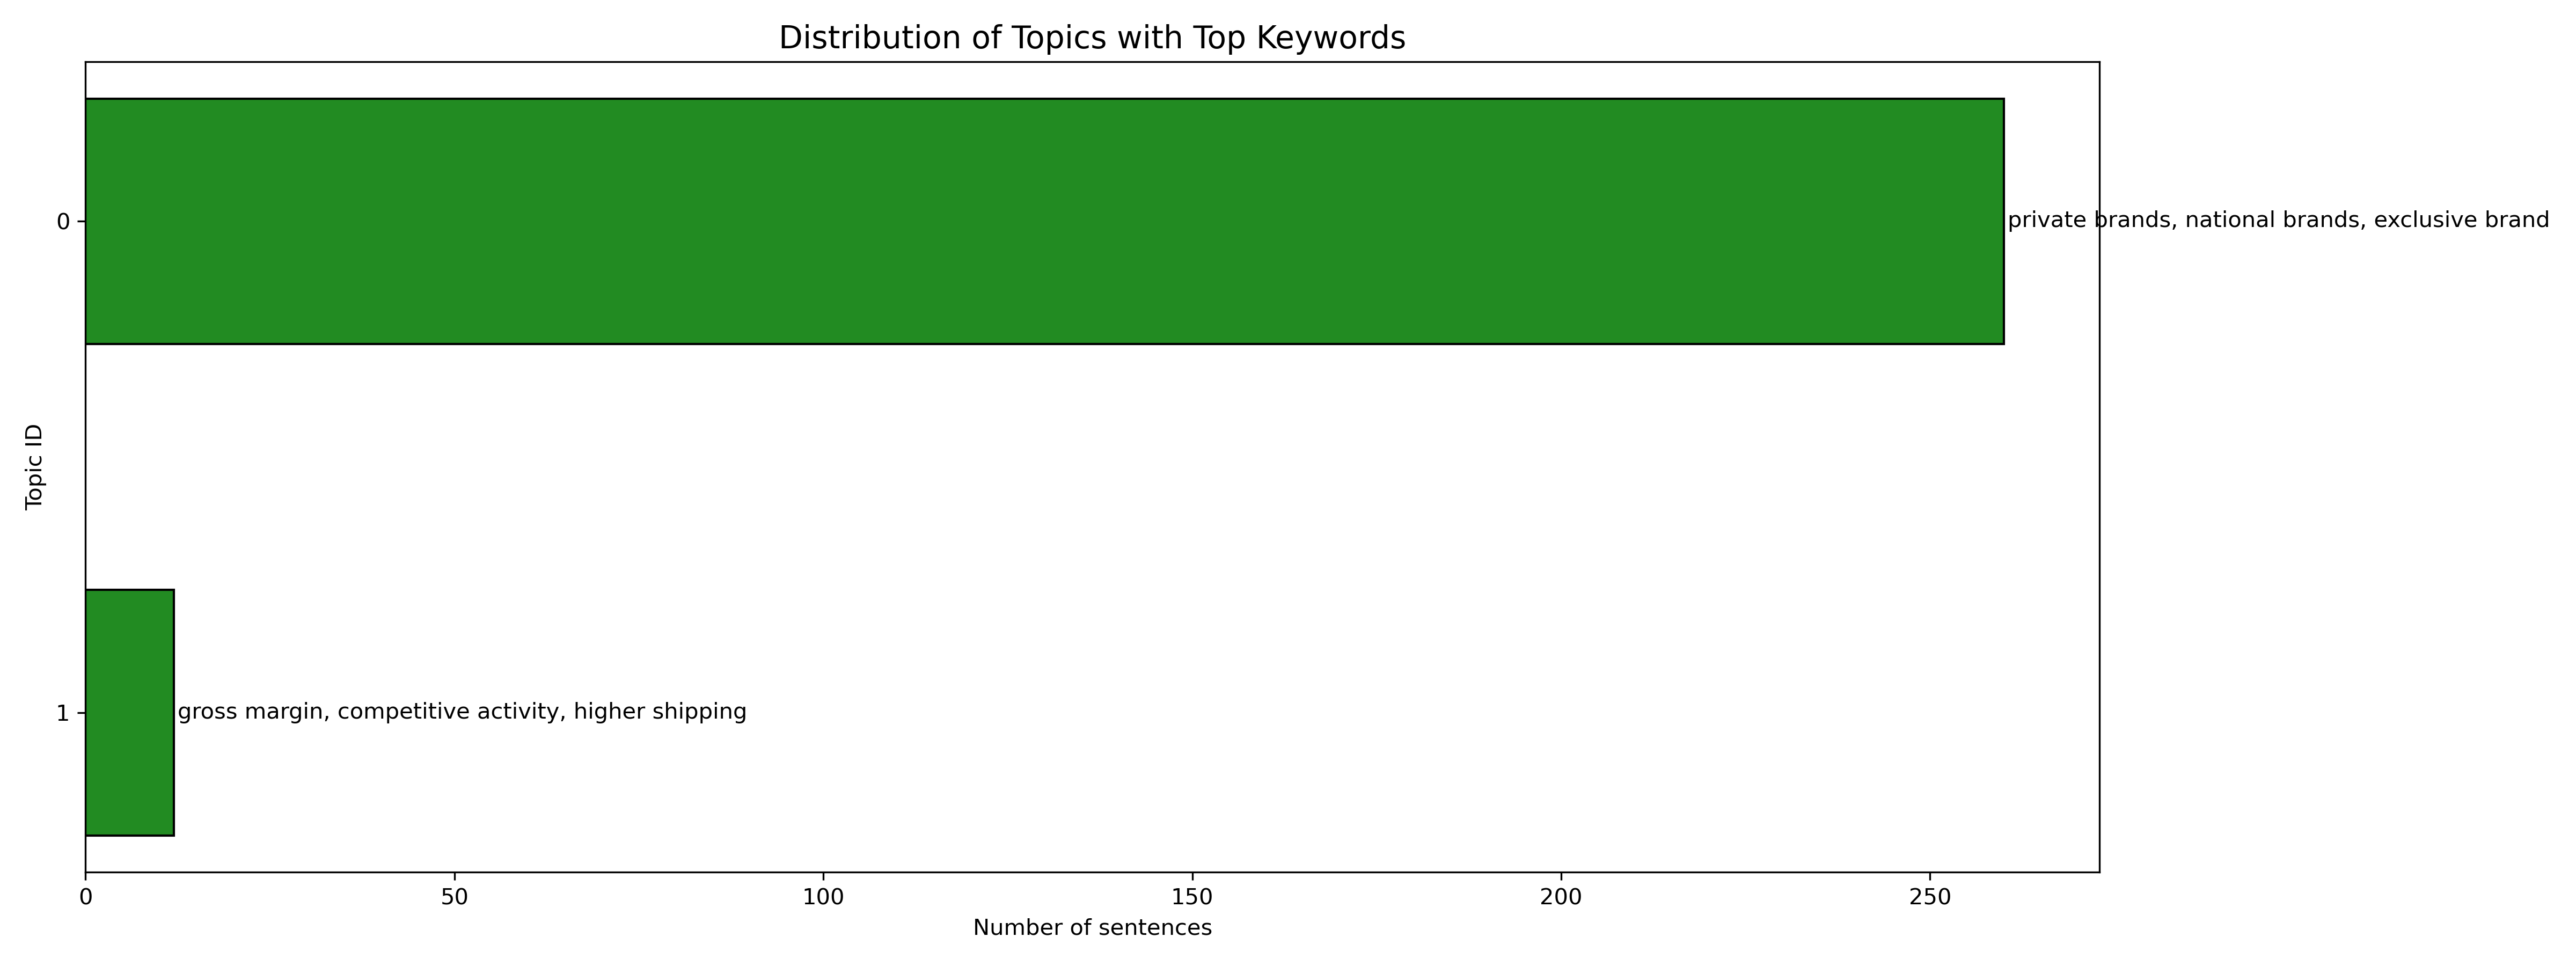 Distribution of Topics with Top Keywords
0
private brands, national brands, exclusive brand
Topic ID
1
gross margin, competitive activity, higher shipping
0 50 100 150 200 250
Number of sentences